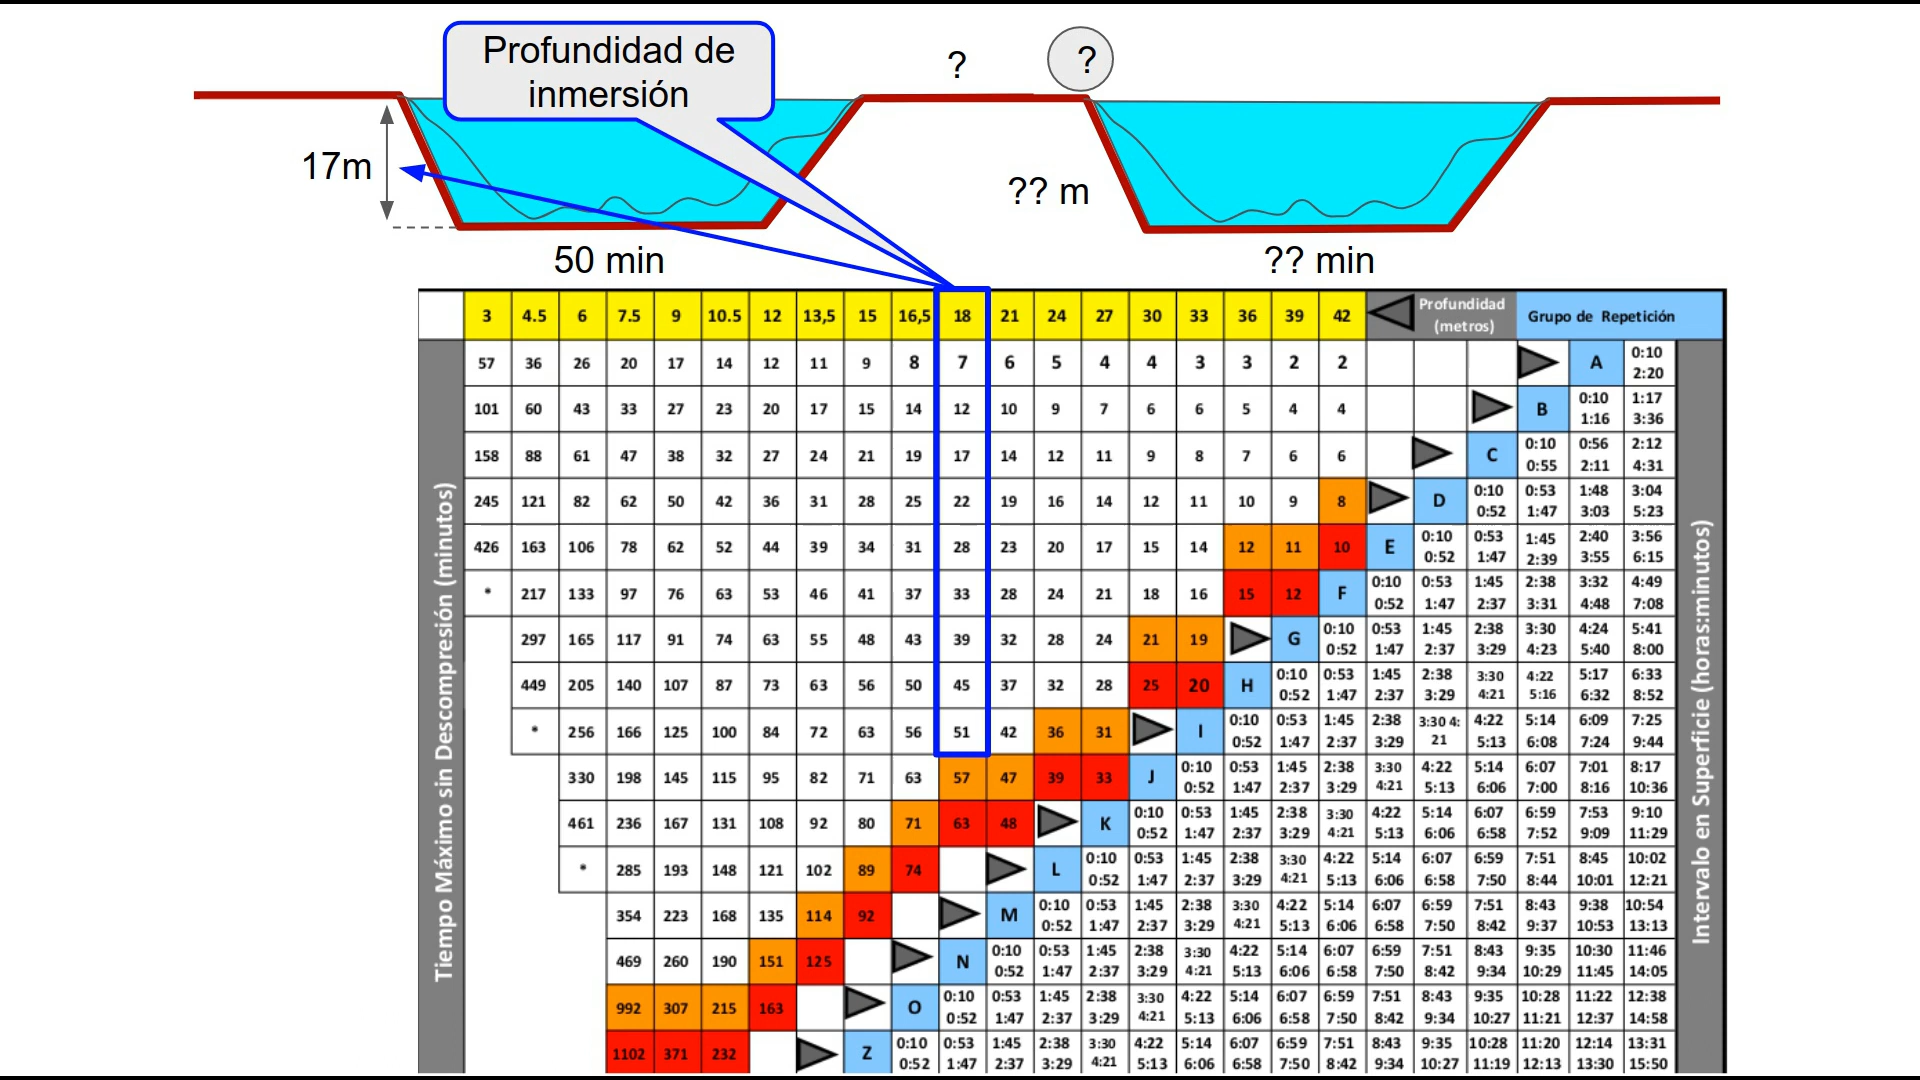 Profundidad de
inmersión
?
?
17m
?? m
50 min
?? min
3 4.5 6 7.5 9 10.5 12 13,5 15 16,5 18 21 24 27 30 33 36 39 42 Profundidad (metros) Grupo de Repetición
Tiempo Máximo sin Descompresión (minutos)
57 36 26 20 17 14 12 11 9 8 7 6 5 4 4 3 3 2 2 A 0:10 2:20
101 60 43 33 27 23 20 17 15 14 12 10 9 7 6 6 5 4 4 B 0:10 1:16 1:17 3:36
158 88 61 47 38 32 27 24 21 19 17 14 12 11 9 8 7 6 6 C 0:10 0:55 0:56 2:11 2:12 4:31
245 121 82 62 50 42 36 31 28 25 22 19 16 14 12 11 10 9 8 D 0:10 0:52 0:53 1:47 1:48 3:03 3:04 5:23
426 163 106 78 62 52 44 39 34 31 28 23 20 17 15 14 12 11 10 E 0:10 0:52 0:53 1:47 1:45 2:39 2:40 3:55 3:56 6:15
* 217 133 97 76 63 53 46 41 37 33 28 24 21 18 16 15 12 F 0:10 0:52 0:53 1:47 1:45 2:37 2:38 3:31 3:32 4:48 4:49 7:08
297 165 117 91 74 63 55 48 43 39 32 28 24 21 19 G 0:10 0:52 0:53 1:47 1:45 2:37 2:38 3:29 3:30 4:23 4:24 5:40 5:41 8:00
449 205 140 107 87 73 63 56 50 45 37 32 28 25 20 H 0:10 0:52 0:53 1:47 1:45 2:37 2:38 3:29 3:30 4:21 4:22 5:16 5:17 6:32 6:33 8:52
* 256 166 125 100 84 72 63 56 51 42 36 31 I 0:10 0:52 0:53 1:47 1:45 2:37 2:38 3:29 3:30 4:21 4:22 5:13 5:14 6:08 6:09 7:24 7:25 9:44
330 198 145 115 95 82 71 63 57 47 39 33 J 0:10 0:52 0:53 1:47 1:45 2:37 2:38 3:29 3:30 4:21 4:22 5:13 5:14 6:06 6:07 7:00 7:01 8:16 8:17 10:36
461 236 167 131 108 92 80 71 63 48 K 0:10 0:52 0:53 1:47 1:45 2:37 2:38 3:29 3:30 4:21 4:22 5:13 5:14 6:06 6:07 6:58 6:59 7:52 7:53 9:09 9:10 11:29
* 285 193 148 121 102 89 74 L 0:10 0:52 0:53 1:47 1:45 2:37 2:38 3:29 3:30 4:21 4:22 5:13 5:14 6:06 6:07 6:58 6:59 7:50 7:51 8:44 8:45 10:01 10:02 12:21
354 223 168 135 114 92 M 0:10 0:52 0:53 1:47 1:45 2:37 2:38 3:29 3:30 4:21 4:22 5:13 5:14 6:06 6:07 6:58 6:59 7:50 7:51 8:42 8:43 9:37 9:38 10:53 10:54 13:13
469 260 190 151 125 N 0:10 0:52 0:53 1:47 1:45 2:37 2:38 3:29 3:30 4:21 4:22 5:13 5:14 6:06 6:07 6:58 6:59 7:50 7:51 8:42 8:43 9:34 9:35 10:29 10:30 11:45 11:46 14:05
992 307 215 163 O 0:10 0:52 0:53 1:47 1:45 2:37 2:38 3:29 3:30 4:21 4:22 5:13 5:14 6:06 6:07 6:58 6:59 7:50 7:51 8:42 8:43 9:34 9:35 10:27 10:28 11:21 11:22 12:37 12:38 14:58
1102 371 232 Z 0:10 0:52 0:53 1:47 1:45 2:37 2:38 3:29 3:30 4:21 4:22 5:13 5:14 6:06 6:07 6:58 6:59 7:50 7:51 8:42 8:43 9:34 9:35 10:27 10:28 11:19 11:20 12:13 12:14 13:30 13:31 15:50
Intervalo en Superficie (horas:minutos)